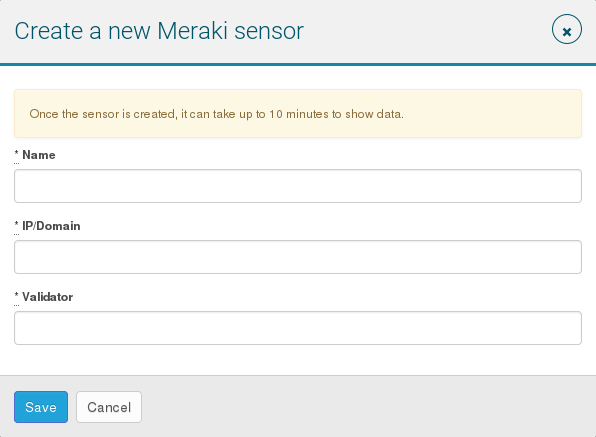 Create a new Meraki sensor
Once the sensor is created, it can take up to 10 minutes to show data.
* Name
* IP/Domain
* Validator
Save Cancel